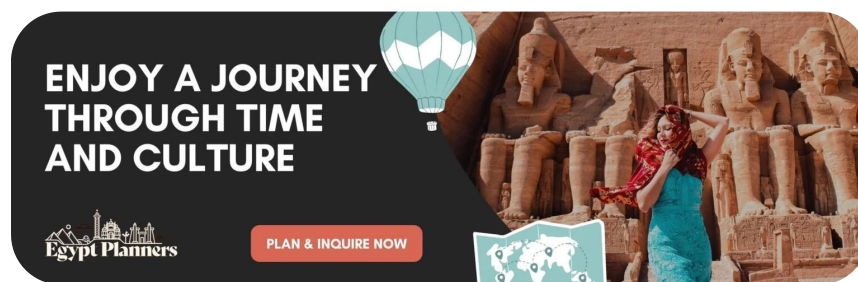 ENJOY A JOURNEY
THROUGH TIME
AND CULTURE
Egypt Planners
PLAN & INQUIRE NOW